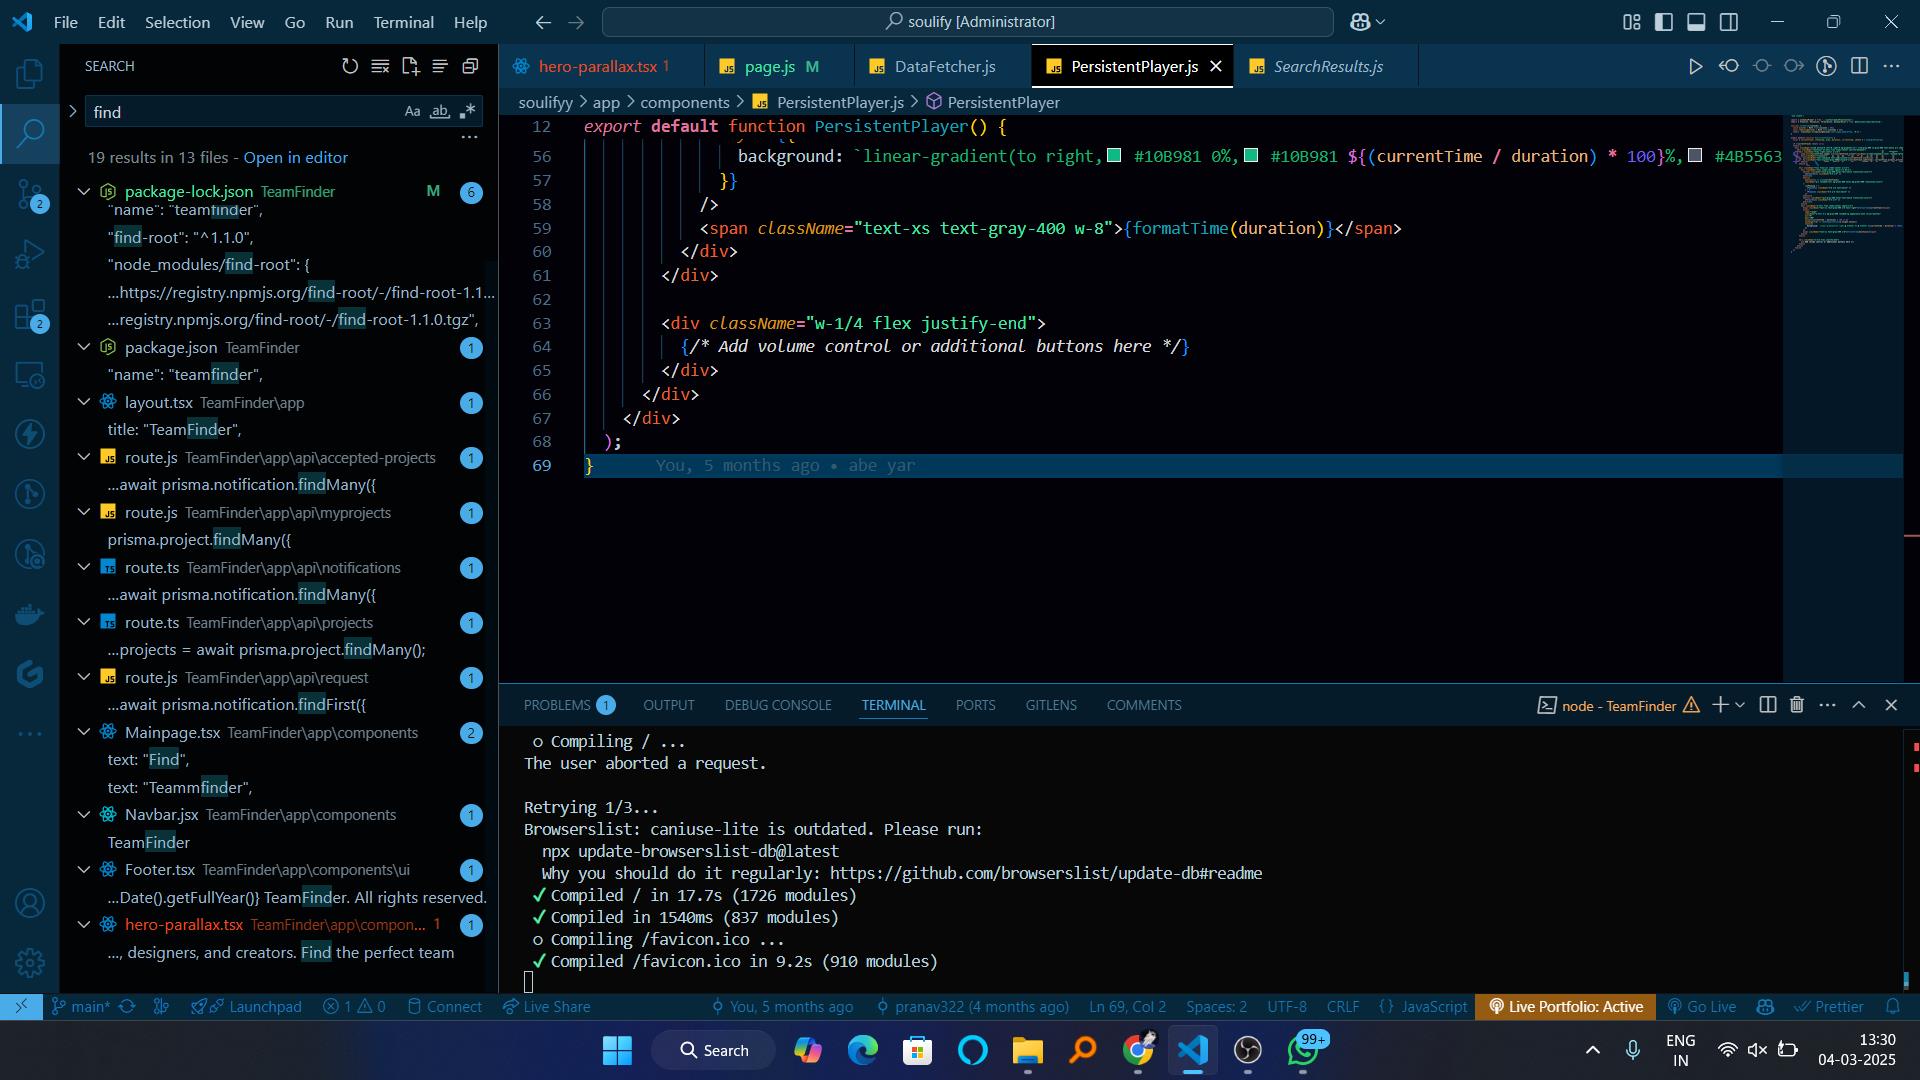 File Edit Selection View Go Run Terminal Help
soulify [Administrator]
SEARCH
find
Aa ab .*
19 results in 13 files - Open in editor
package-lock.json TeamFinder M 6
"name": "teamfinder",
"find-root": "^1.1.0",
"node_modules/find-root": {
...https://registry.npmjs.org/find-root/-/find-root-1.1...
...registry.npmjs.org/find-root/-/find-root-1.1.0.tgz",
package.json TeamFinder 1
"name": "teamfinder",
layout.tsx TeamFinder\app 1
title: "TeamFinder",
route.js TeamFinder\app\api\accepted-projects 1
...await prisma.notification.findMany({
route.js TeamFinder\app\api\myprojects 1
prisma.project.findMany({
route.ts TeamFinder\app\api\notifications 1
...await prisma.notification.findMany({
route.ts TeamFinder\app\api\projects 1
...projects = await prisma.project.findMany();
route.js TeamFinder\app\api\request 1
...await prisma.notification.findFirst({
Mainpage.tsx TeamFinder\app\components 2
text: "Find",
text: "Teammfinder",
Navbar.jsx TeamFinder\app\components 1
TeamFinder
Footer.tsx TeamFinder\app\components\ui 1
...Date().getFullYear()} TeamFinder. All rights reserved.
hero-parallax.tsx TeamFinder\app\compon... 1 1
..., designers, and creators. Find the perfect team
2
2
hero-parallax.tsx 1 page.js M DataFetcher.js PersistentPlayer.js SearchResults.js
soulifyy > app > components > PersistentPlayer.js > PersistentPlayer
12 export default function PersistentPlayer() {
56 background: `linear-gradient(to right, #10B981 0%, #10B981 ${(currentTime / duration) * 100}%, #4B5563
57 }}
58 />
59 <span className="text-xs text-gray-400 w-8">{formatTime(duration)}</span>
60 </div>
61 </div>
62
63 <div className="w-1/4 flex justify-end">
64 {/* Add volume control or additional buttons here */}
65 </div>
66 </div>
67 </div>
68 );
69 } You, 5 months ago • abe yar
PROBLEMS 1 OUTPUT DEBUG CONSOLE TERMINAL PORTS GITLENS COMMENTS
node - TeamFinder
○ Compiling / ...
The user aborted a request.
Retrying 1/3...
Browserslist: caniuse-lite is outdated. Please run:
npx update-browserslist-db@latest
Why you should do it regularly: https://github.com/browserslist/update-db#readme
✓ Compiled / in 17.7s (1726 modules)
✓ Compiled in 1540ms (837 modules)
○ Compiling /favicon.ico ...
✓ Compiled /favicon.ico in 9.2s (910 modules)
main* Launchpad 1 0 Connect Live Share You, 5 months ago pranav322 (4 months ago) Ln 69, Col 2 Spaces: 2 UTF-8 CRLF {} JavaScript Live Portfolio: Active Go Live Prettier
Search 99+
ENG
IN
13:30
04-03-2025